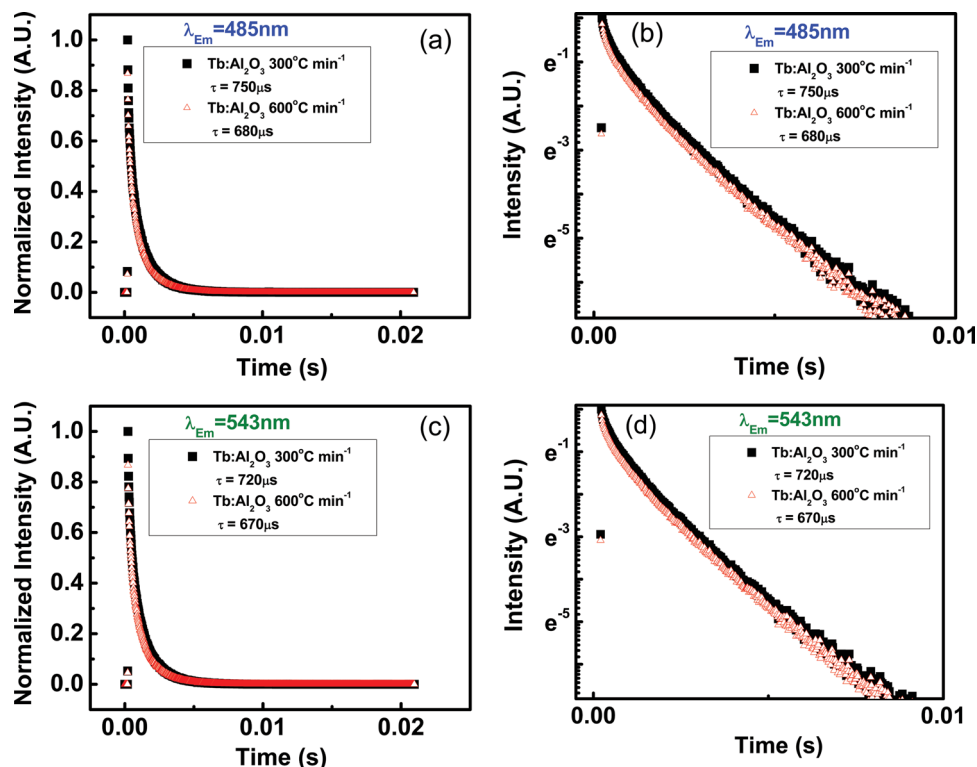 (a)
λEm=485nm
Tb:Al2O3 300°C min-1
τ = 750μs
Tb:Al2O3 600°C min-1
τ = 680μs
Normalized Intensity (A.U.)
1.0
0.8
0.6
0.4
0.2
0.0
0.00
0.01
0.02
Time (s)
(b)
λEm=485nm
Tb:Al2O3 300°C min-1
τ = 750μs
Tb:Al2O3 600°C min-1
τ = 680μs
Intensity (A.U.)
e-1
e-3
e-5
0.00
0.01
Time (s)
(c)
λEm=543nm
Tb:Al2O3 300°C min-1
τ = 720μs
Tb:Al2O3 600°C min-1
τ = 670μs
Normalized Intensity (A.U.)
1.0
0.8
0.6
0.4
0.2
0.0
0.00
0.01
0.02
Time (s)
(d)
λEm=543nm
Tb:Al2O3 300°C min-1
τ = 720μs
Tb:Al2O3 600°C min-1
τ = 670μs
Intensity (A.U.)
e-1
e-3
e-5
0.00
0.01
Time (s)